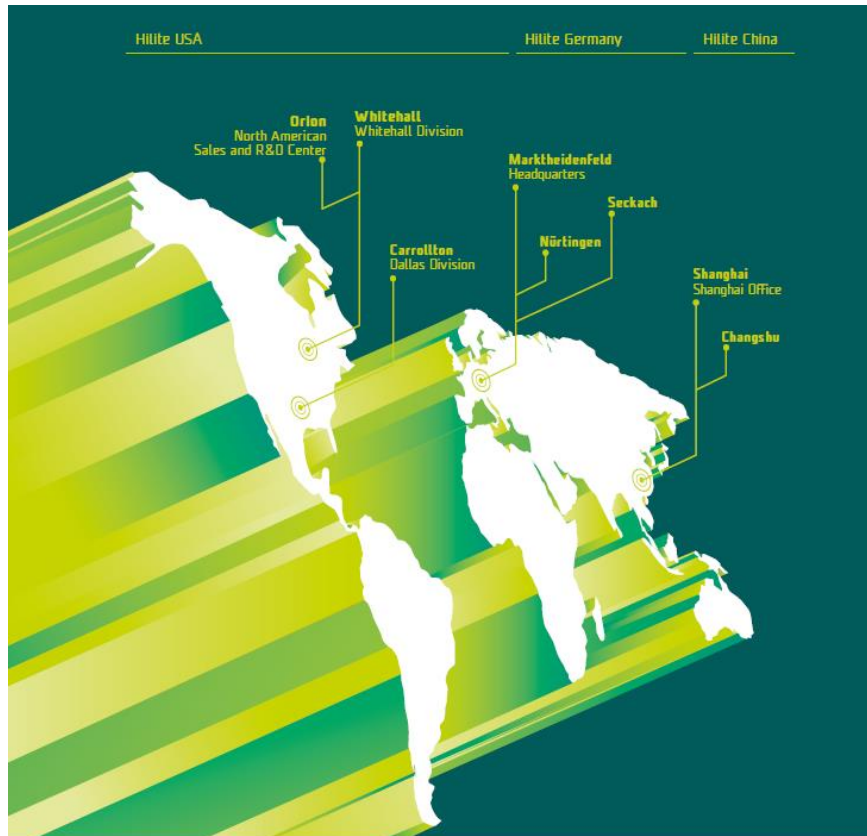 Hilite USA
Hilite Germany
Hilite China
Orion
North American
Sales and R&D Center
Whitehall
Whitehall Division
Carrollton
Dallas Division
Marktheidenfeld
Headquarters
Seckach
Nürtingen
Shanghai
Shanghai Office
Changshu